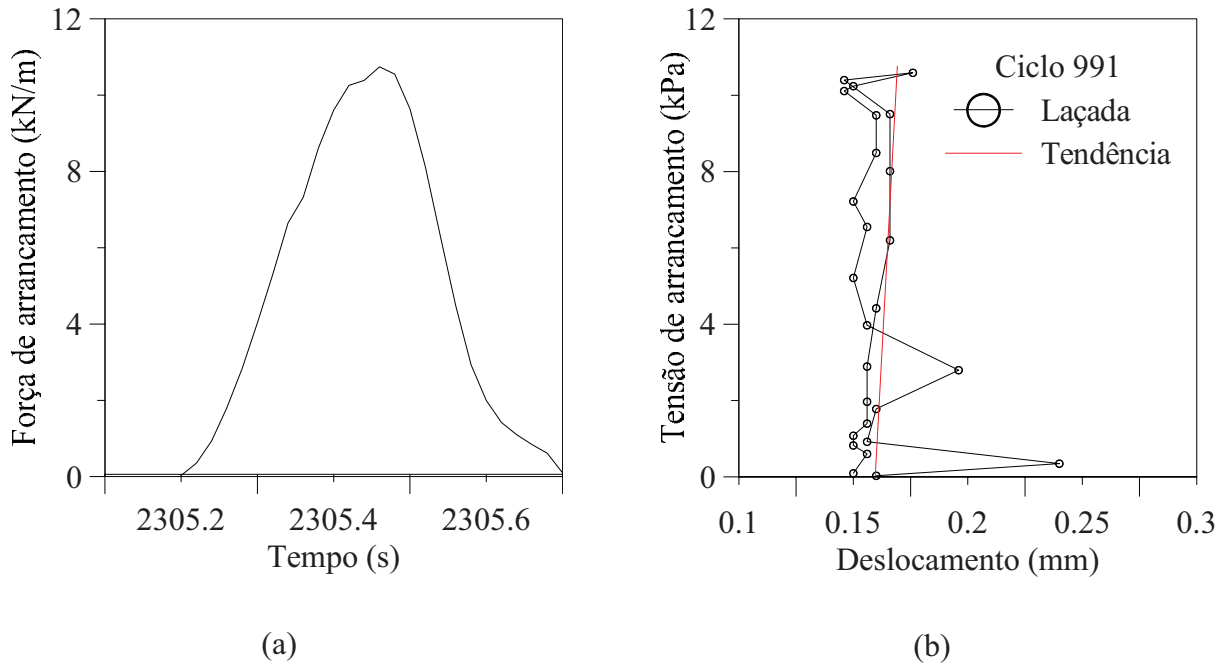 Força de arrancamento (kN/m)
12
8
4
0
2305.2
2305.4
2305.6
Tempo (s)
(a)
Tensão de arrancamento (kPa)
12
8
4
0
Ciclo 991
Laçada
Tendência
0.1
0.15
0.2
0.25
0.3
Deslocamento (mm)
(b)